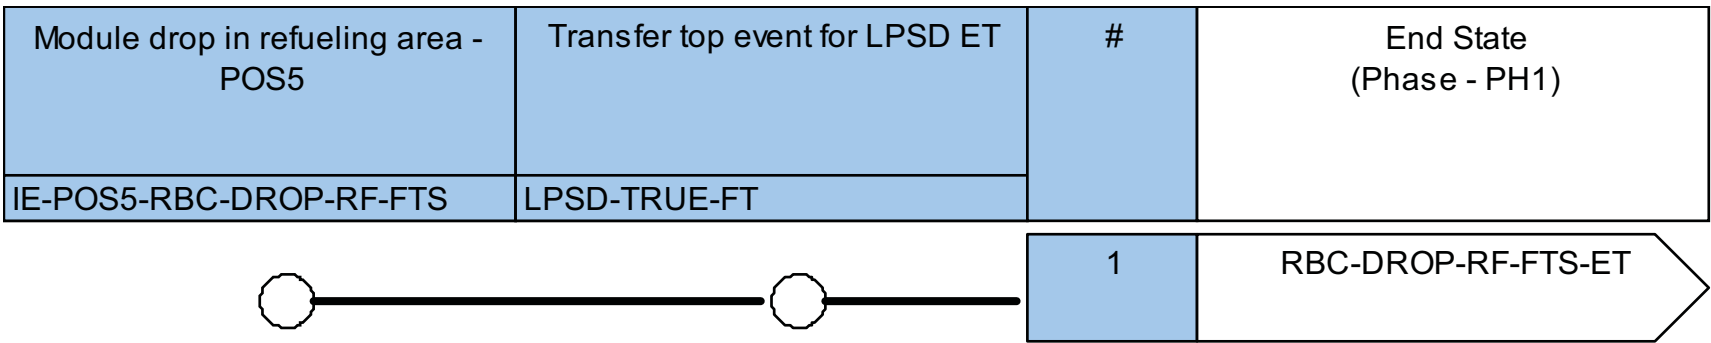 Module drop in refueling area -
POS5
Transfer top event for LPSD ET
#
End State
(Phase - PH1)
IE-POS5-RBC-DROP-RF-FTS
LPSD-TRUE-FT
1
RBC-DROP-RF-FTS-ET